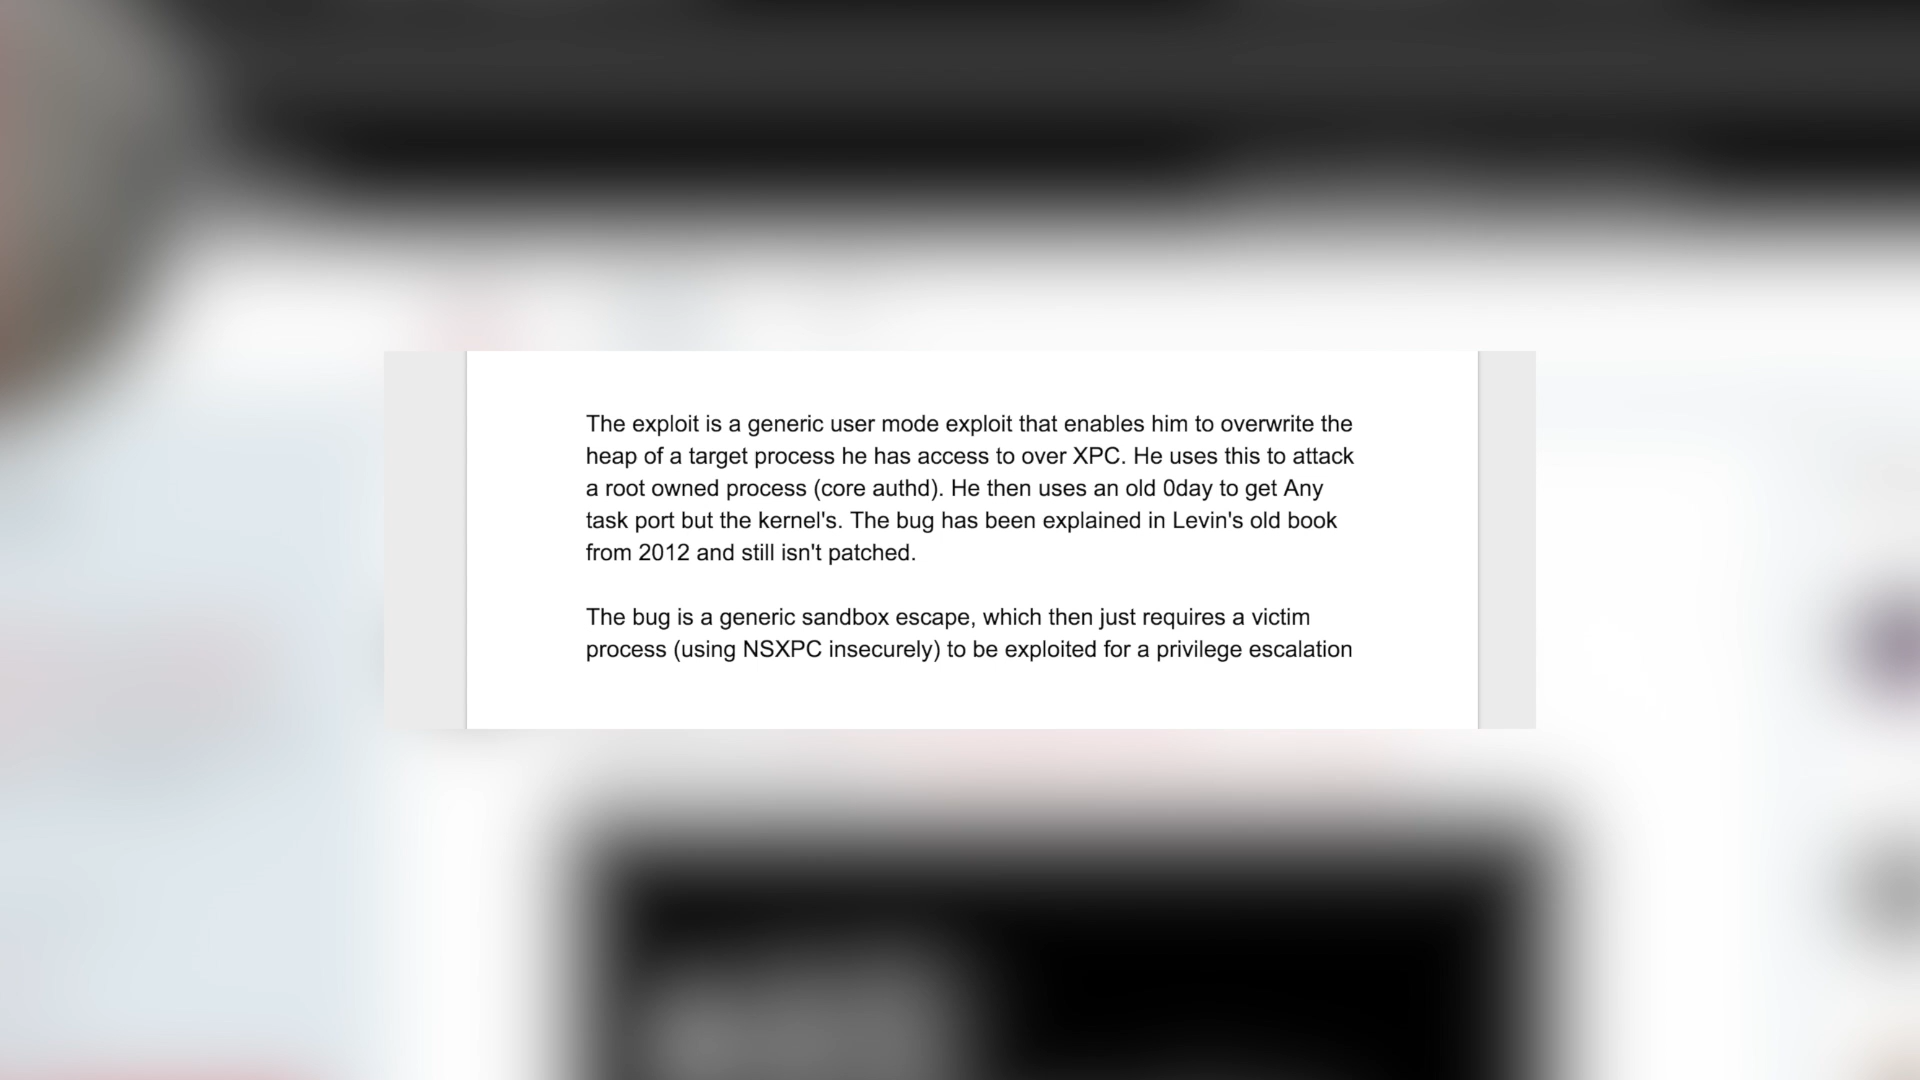 The exploit is a generic user mode exploit that enables him to overwrite the
heap of a target process he has access to over XPC. He uses this to attack
a root owned process (core authd). He then uses an old 0day to get Any
task port but the kernel's. The bug has been explained in Levin's old book
from 2012 and still isn't patched.
The bug is a generic sandbox escape, which then just requires a victim
process (using NSXPC insecurely) to be exploited for a privilege escalation